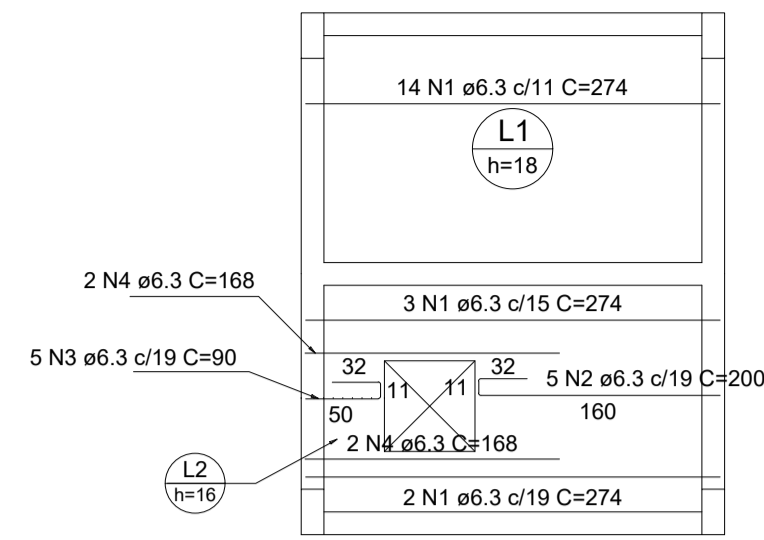 14 N1 ø6.3 c/11 C=274
L1
h=18
2 N4 ø6.3 C=168
3 N1 ø6.3 c/15 C=274
5 N3 ø6.3 c/19 C=90
32
32
11
11
5 N2 ø6.3 c/19 C=200
50
160
2 N4 ø6.3 C=168
L2
h=16
2 N1 ø6.3 c/19 C=274